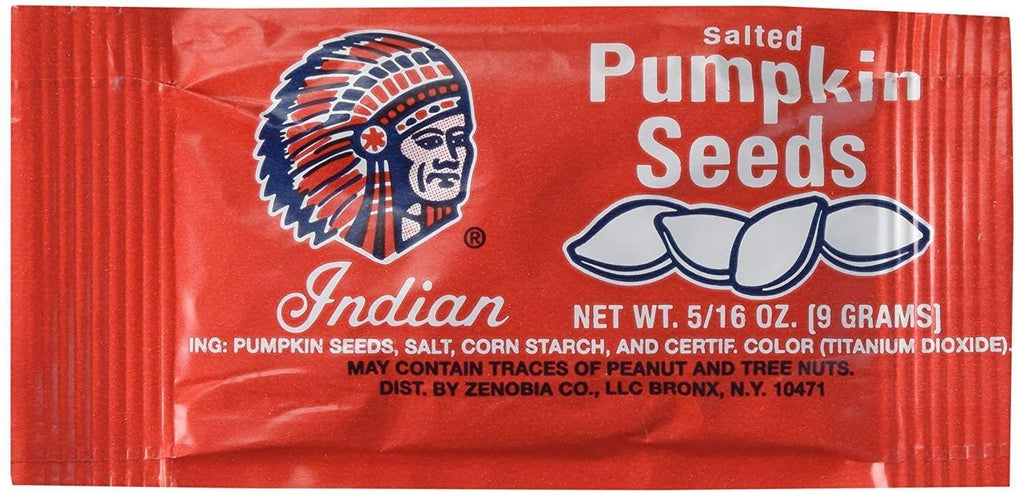 salted
Pumpkin
Seeds
®
Indian
NET WT. 5/16 OZ. (9 GRAMS)
ING: PUMPKIN SEEDS, SALT, CORN STARCH, AND CERTIF. COLOR (TITANIUM DIOXIDE).
MAY CONTAIN TRACES OF PEANUT AND TREE NUTS.
DIST. BY ZENOBIA CO., LLC BRONX, N.Y. 10471